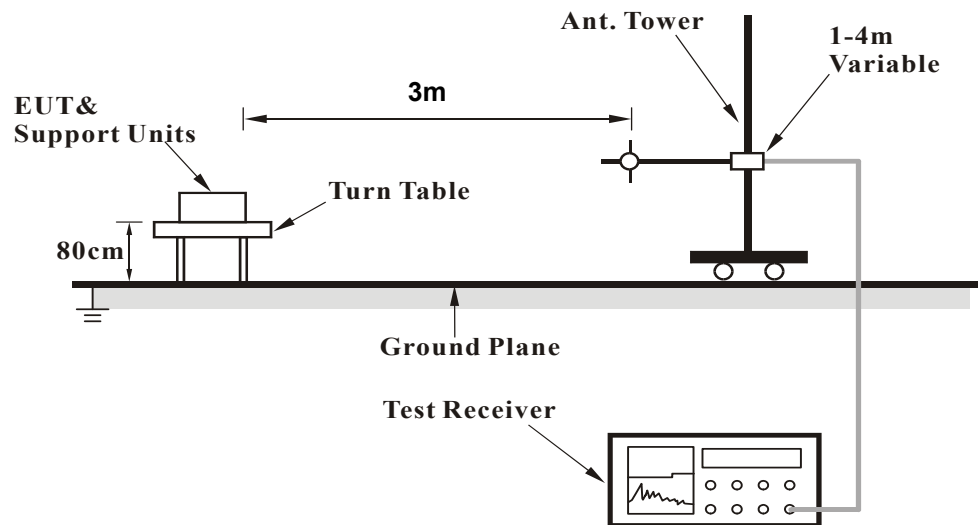 Ant. Tower
1-4m
Variable
3m
EUT&
Support Units
Turn Table
80cm
Ground Plane
Test Receiver